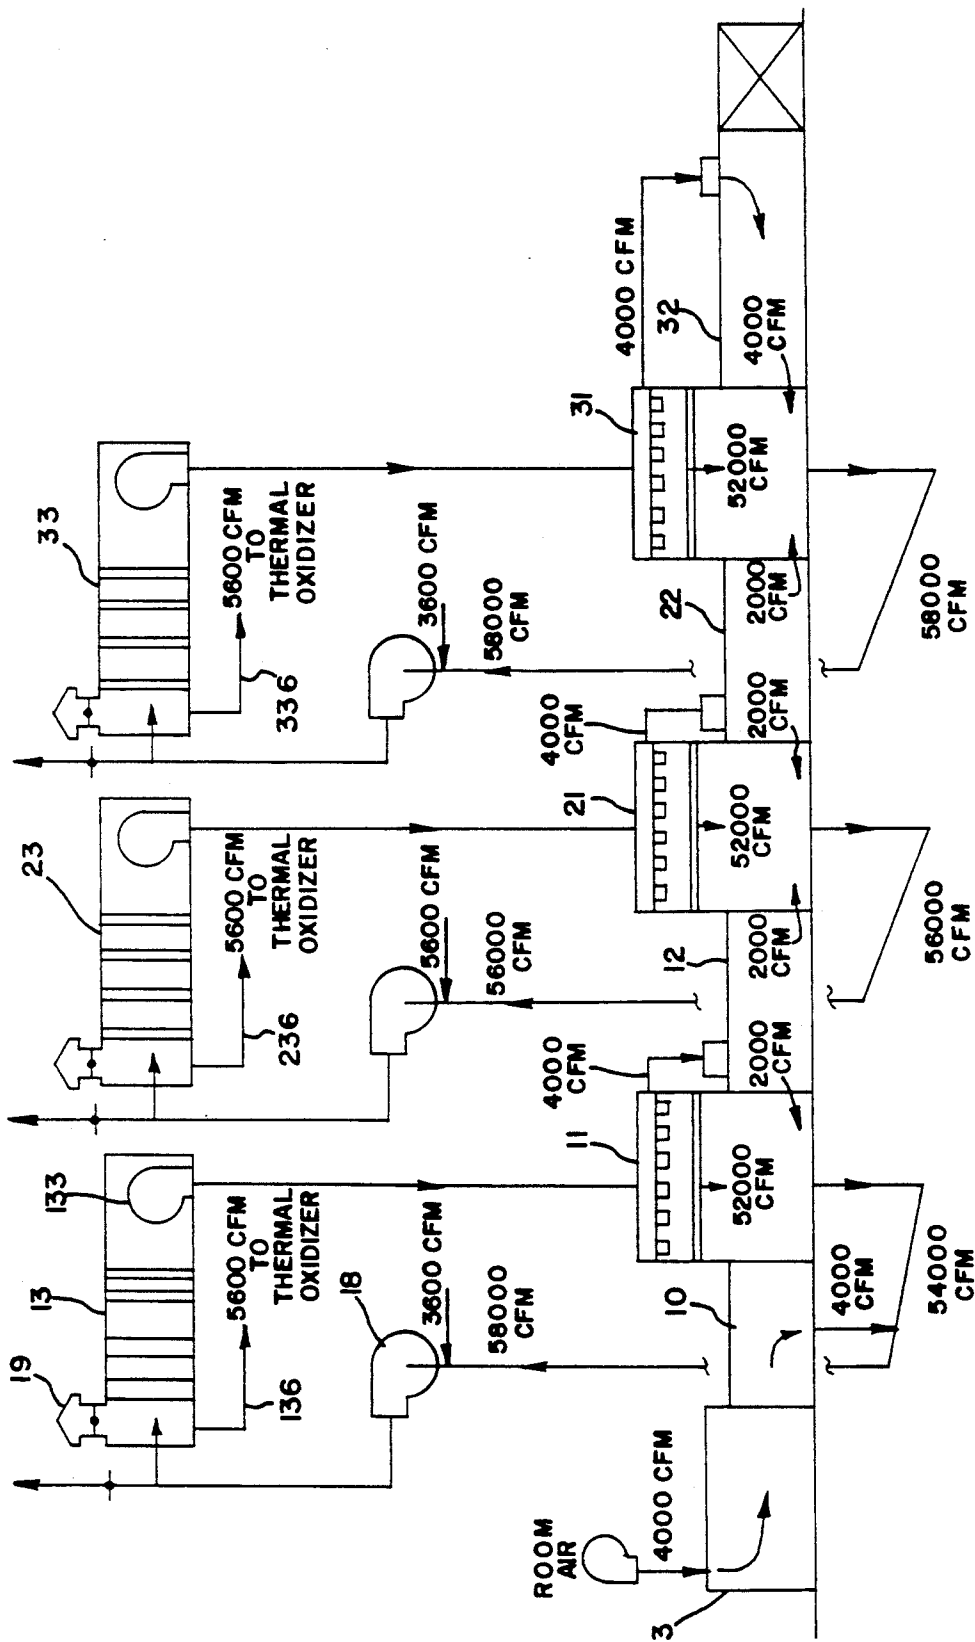 19
13
133
23
33
5600 CFM
TO
THERMAL
OXIDIZER
136
5600 CFM
TO
THERMAL
OXIDIZER
236
5600 CFM
TO
THERMAL
OXIDIZER
336
18
3600 CFM
58000
CFM
5600 CFM
56000
CFM
3600 CFM
58000
CFM
ROOM
AIR
4000 CFM
3
10
11
4000
CFM
52000
CFM
2000
CFM
12
2000
CFM
21
4000
CFM
52000
CFM
2000
CFM
22
2000
CFM
31
52000
CFM
4000 CFM
32
4000
CFM
4000
CFM
54000
CFM
56000
CFM
58000
CFM